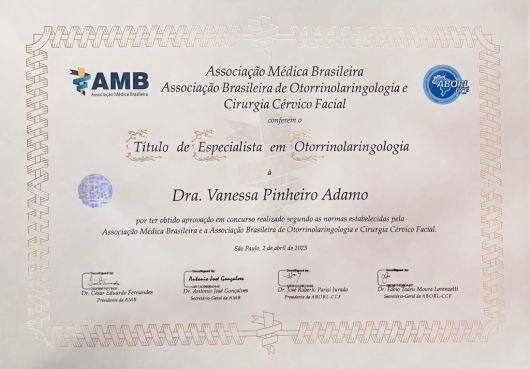 AMB
Associação Médica Brasileira
Associação Médica Brasileira
Associação Brasileira de Otorrinolaringologia e
Cirurgia Cérvico Facial
ABORL
CCF
conferem o
Título de Especialista em Otorrinolaringologia
à
Dra. Vanessa Pinheiro Adamo
por ter obtido aprovação em concurso realizado segundo as normas estabelecidas pela
Associação Médica Brasileira e a Associação Brasileira de Otorrinolaringologia e Cirurgia Cérvico Facial.
São Paulo, 2 de abril de 2023
Antonio José Gonçalves
Dr. César Eduardo Fernandes
Presidente da AMB
Dr. Antonio José Gonçalves
Secretário-Geral da AMB
Dr. José Roberto Parisi Jurado
Presidente da ABORL-CCF
Dr. Fábio Tadeu Moura Lorenzetti
Secretário-Geral da ABORL-CCF